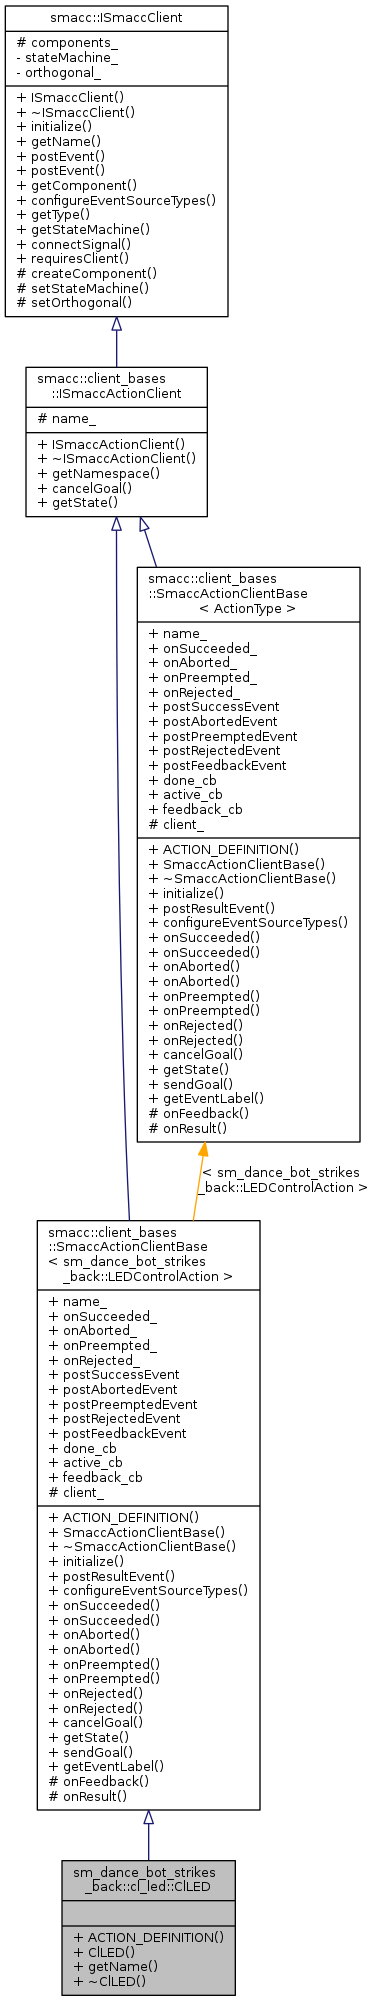 smacc::ISmaccClient
# components_
- stateMachine_
- orthogonal_
+ ISmaccClient()
+ ~ISmaccClient()
+ initialize()
+ getName()
+ postEvent()
+ postEvent()
+ getComponent()
+ configureEventSourceTypes()
+ getType()
+ getStateMachine()
+ connectSignal()
+ requiresClient()
# createComponent()
# setStateMachine()
# setOrthogonal()
smacc::client_bases
::ISmaccActionClient
# name_
+ ISmaccActionClient()
+ ~ISmaccActionClient()
+ getNamespace()
+ cancelGoal()
+ getState()
smacc::client_bases
::SmaccActionClientBase
< ActionType >
+ name_
+ onSucceeded_
+ onAborted_
+ onPreempted_
+ onRejected_
+ postSuccessEvent
+ postAbortedEvent
+ postPreemptedEvent
+ postRejectedEvent
+ postFeedbackEvent
+ done_cb
+ active_cb
+ feedback_cb
# client_
+ ACTION_DEFINITION()
+ SmaccActionClientBase()
+ ~SmaccActionClientBase()
+ initialize()
+ postResultEvent()
+ configureEventSourceTypes()
+ onSucceeded()
+ onSucceeded()
+ onAborted()
+ onAborted()
+ onPreempted()
+ onPreempted()
+ onRejected()
+ onRejected()
+ cancelGoal()
+ getState()
+ sendGoal()
+ getEventLabel()
# onFeedback()
# onResult()
< sm_dance_bot_strikes
_back::LEDControlAction >
smacc::client_bases
::SmaccActionClientBase
< sm_dance_bot_strikes
_back::LEDControlAction >
+ name_
+ onSucceeded_
+ onAborted_
+ onPreempted_
+ onRejected_
+ postSuccessEvent
+ postAbortedEvent
+ postPreemptedEvent
+ postRejectedEvent
+ postFeedbackEvent
+ done_cb
+ active_cb
+ feedback_cb
# client_
+ ACTION_DEFINITION()
+ SmaccActionClientBase()
+ ~SmaccActionClientBase()
+ initialize()
+ postResultEvent()
+ configureEventSourceTypes()
+ onSucceeded()
+ onSucceeded()
+ onAborted()
+ onAborted()
+ onPreempted()
+ onPreempted()
+ onRejected()
+ onRejected()
+ cancelGoal()
+ getState()
+ sendGoal()
+ getEventLabel()
# onFeedback()
# onResult()
sm_dance_bot_strikes
_back::cl_led::ClLED
+ ACTION_DEFINITION()
+ ClLED()
+ getName()
+ ~ClLED()